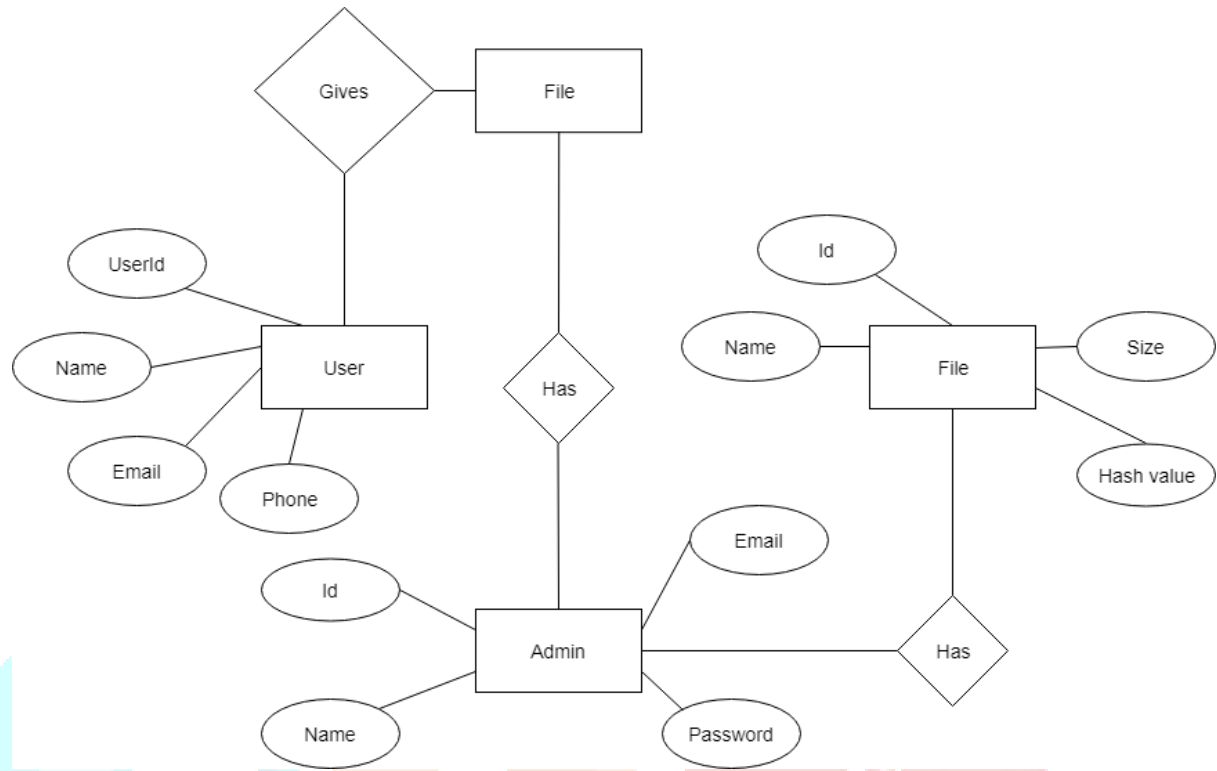 Gives
File
Id
UserId
Name
Size
Name
User
File
Has
Email
Hash value
Phone
Email
Id
Admin
Has
Name
Password